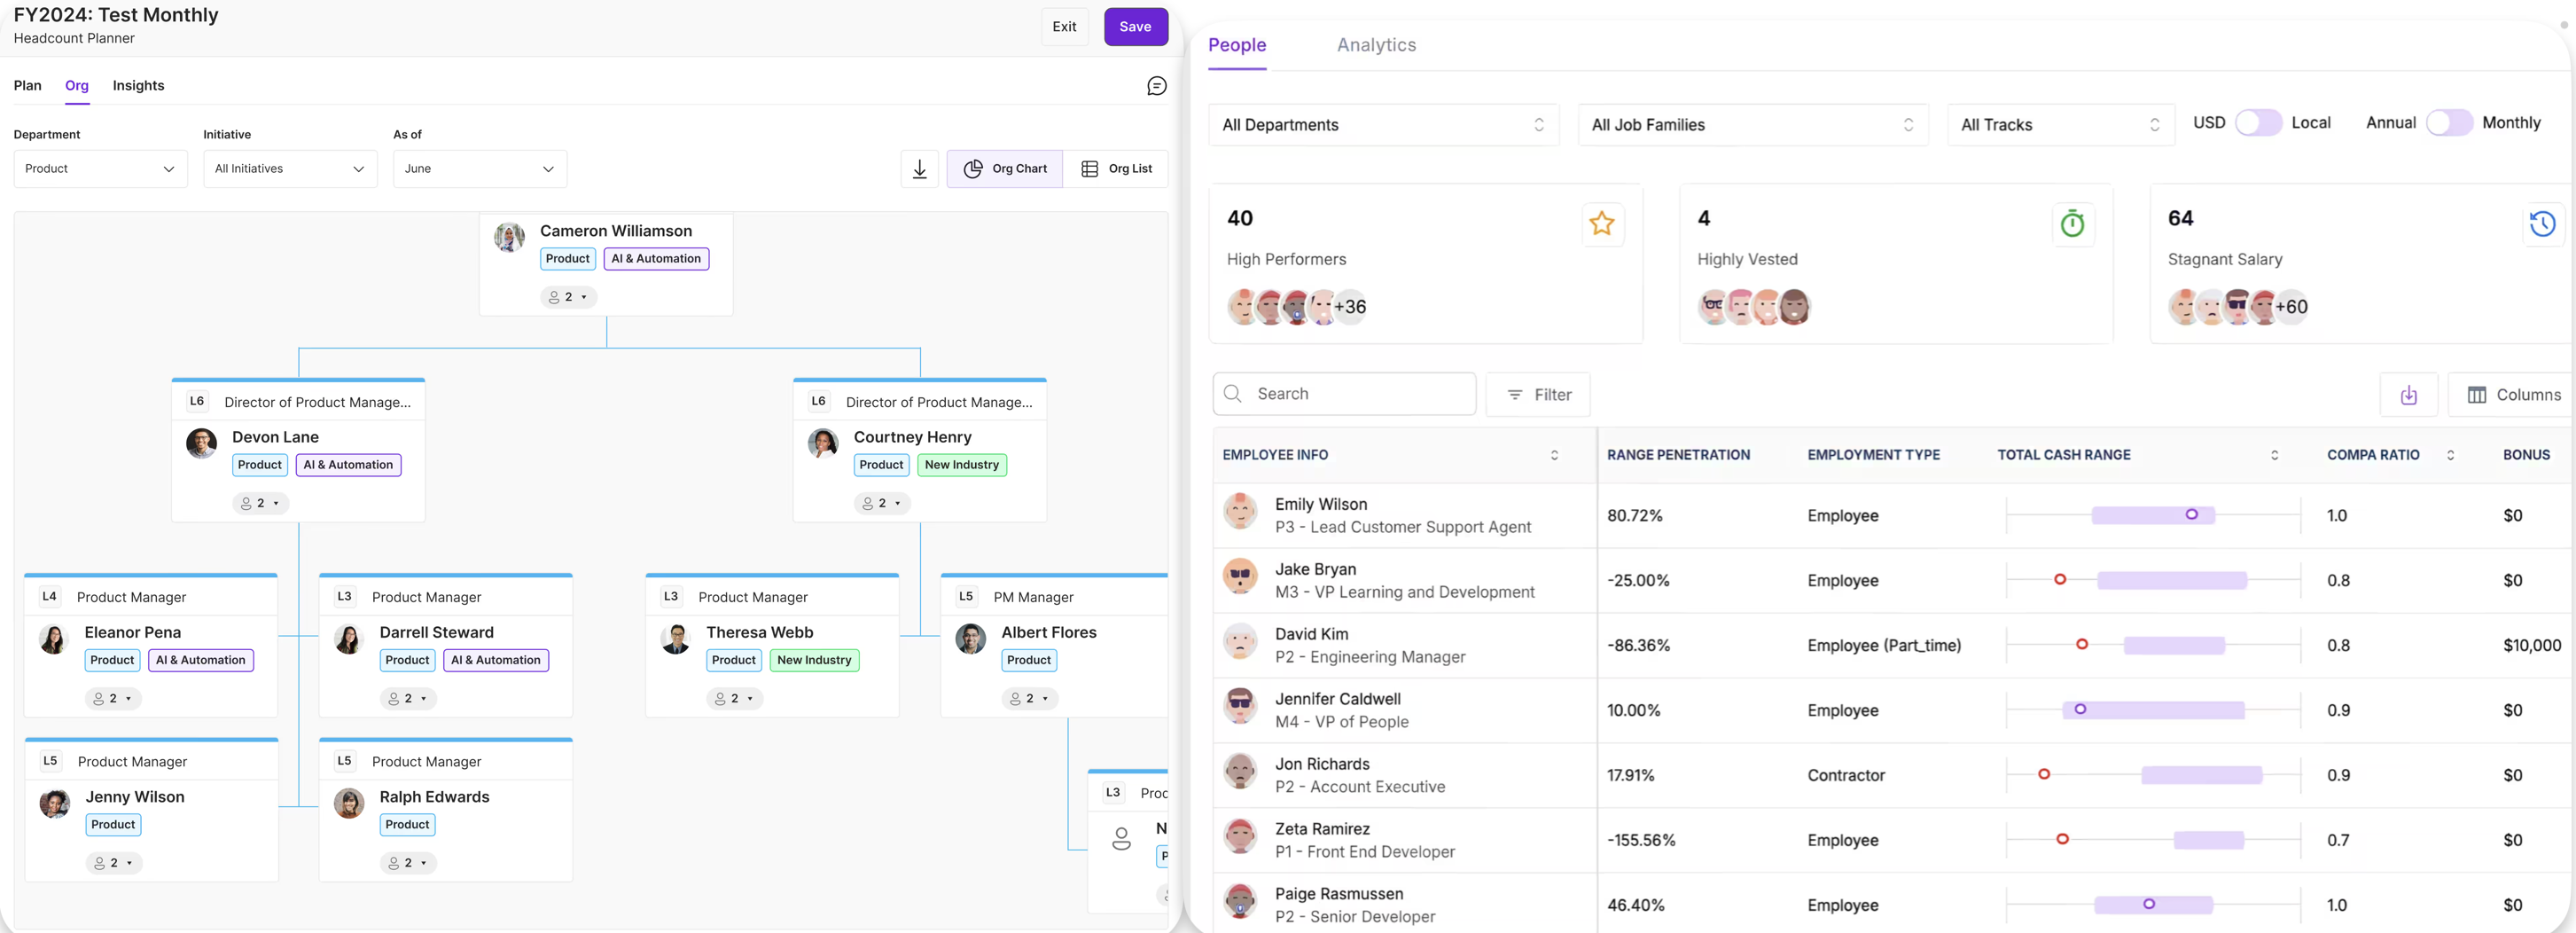 FY2024: Test Monthly
Headcount Planner
Exit
Save
Plan
Org
Insights
Department
Initiative
As of
Product
All Initiatives
June
Org Chart
Org List
Cameron Williamson
Product
AI & Automation
2
L6
Director of Product Manage...
Devon Lane
Product
AI & Automation
2
L6
Director of Product Manage...
Courtney Henry
Product
New Industry
2
L4
Product Manager
Eleanor Pena
Product
AI & Automation
2
L3
Product Manager
Darrell Steward
Product
AI & Automation
2
L3
Product Manager
Theresa Webb
Product
New Industry
2
L5
PM Manager
Albert Flores
Product
2
L5
Product Manager
Jenny Wilson
Product
2
L5
Product Manager
Ralph Edwards
Product
2
L3
Proc
N
P
People
Analytics
All Departments
All Job Families
All Tracks
USD
Local
Annual
Monthly
40
High Performers
+36
4
Highly Vested
64
Stagnant Salary
+60
Search
Filter
Columns
EMPLOYEE INFO
RANGE PENETRATION
EMPLOYMENT TYPE
TOTAL CASH RANGE
COMPA RATIO
BONUS
Emily Wilson
P3 - Lead Customer Support Agent
80.72%
Employee
1.0
$0
Jake Bryan
M3 - VP Learning and Development
-25.00%
Employee
0.8
$0
David Kim
P2 - Engineering Manager
-86.36%
Employee (Part_time)
0.8
$10,000
Jennifer Caldwell
M4 - VP of People
10.00%
Employee
0.9
$0
Jon Richards
P2 - Account Executive
17.91%
Contractor
0.9
$0
Zeta Ramirez
P1 - Front End Developer
-155.56%
Employee
0.7
$0
Paige Rasmussen
P2 - Senior Developer
46.40%
Employee
1.0
$0